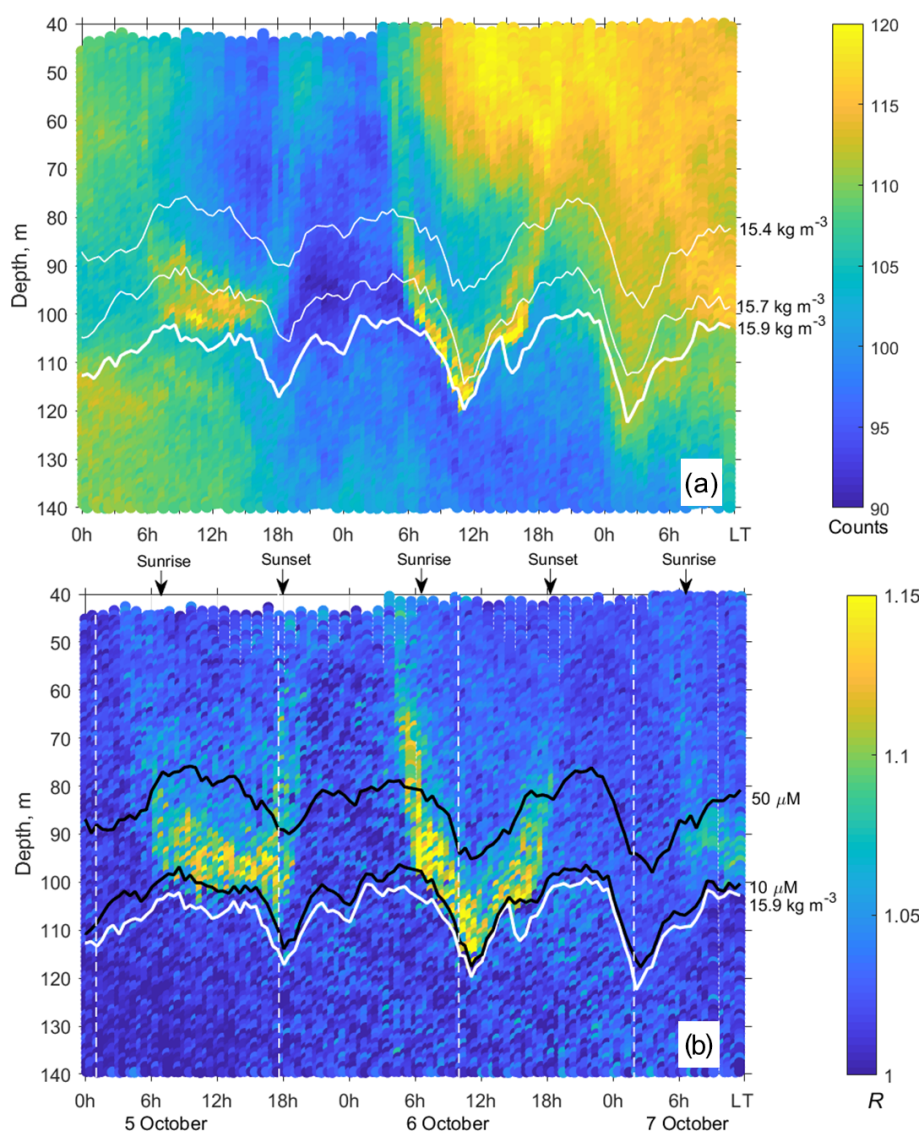 40
50
60
70
80
90
100
110
120
130
140
Depth, m
15.4 kg m-3
15.7 kg m-3
15.9 kg m-3
(a)
0h 6h 12h 18h 0h 6h 12h 18h 0h 6h LT
120
115
110
105
100
95
90
Counts
Sunrise Sunset Sunrise Sunset Sunrise
40
50
60
70
80
90
100
110
120
130
140
Depth, m
50 μM
10 μM
15.9 kg m-3
(b)
0h 6h 12h 18h 0h 6h 12h 18h 0h 6h LT
5 October 6 October 7 October
1.15
1.1
1.05
1
R